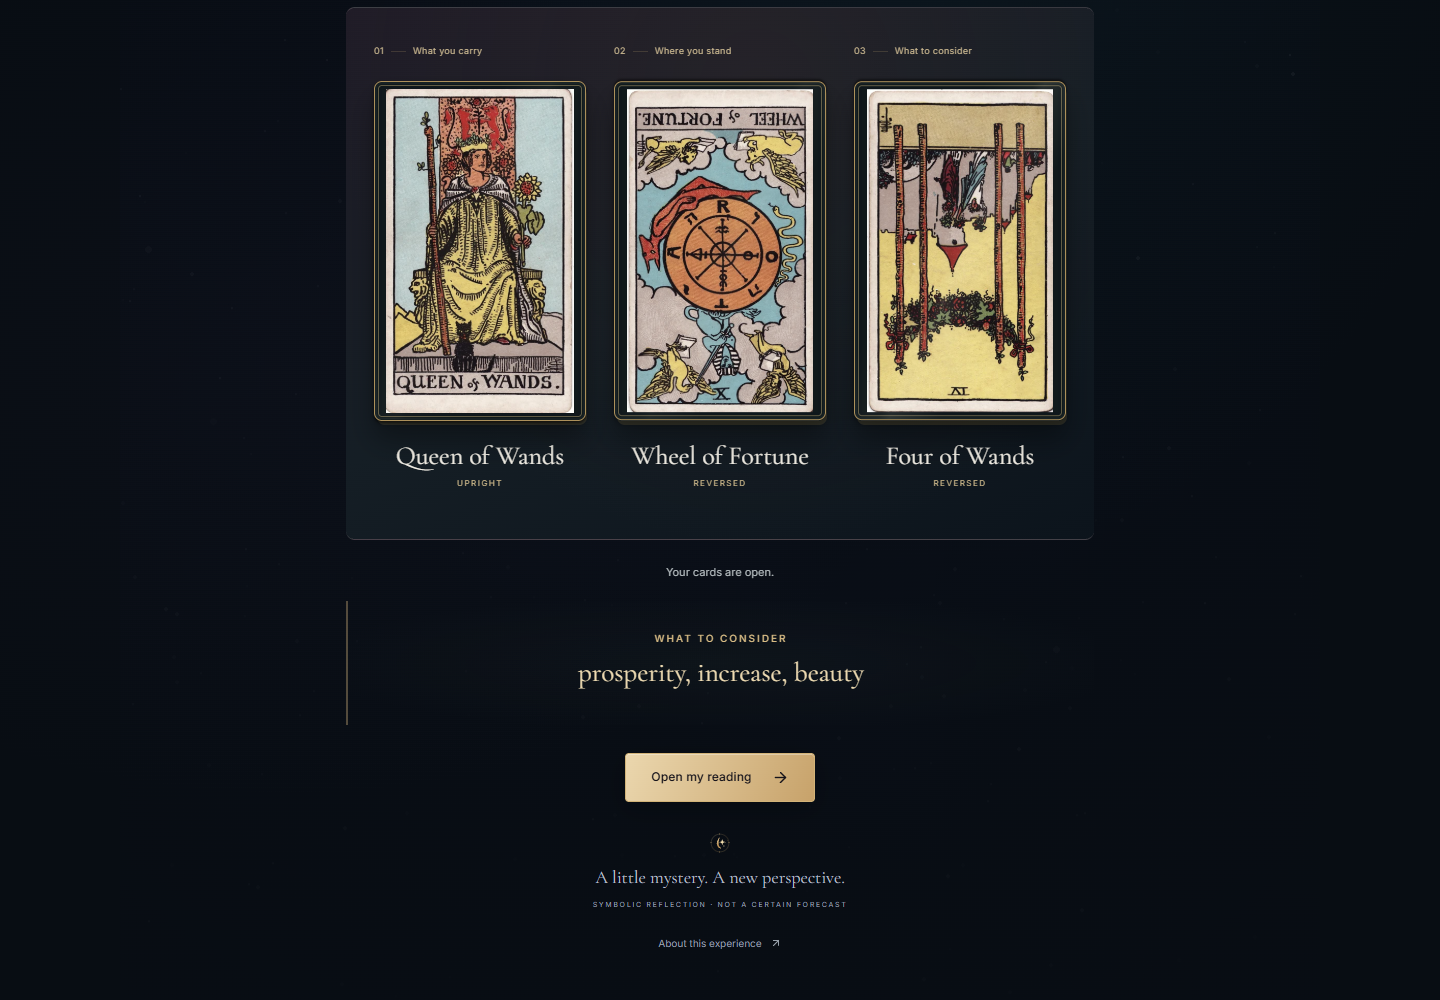 01 — What you carry
02 — Where you stand
03 — What to consider
QUEEN of WANDS.
WHEEL of FORTUNE.
X
IV
T A R O
Queen of Wands
Wheel of Fortune
Four of Wands
UPRIGHT
REVERSED
REVERSED
Your cards are open.
WHAT TO CONSIDER
prosperity, increase, beauty
Open my reading →
A little mystery. A new perspective.
SYMBOLIC REFLECTION · NOT A CERTAIN FORECAST
About this experience ↗